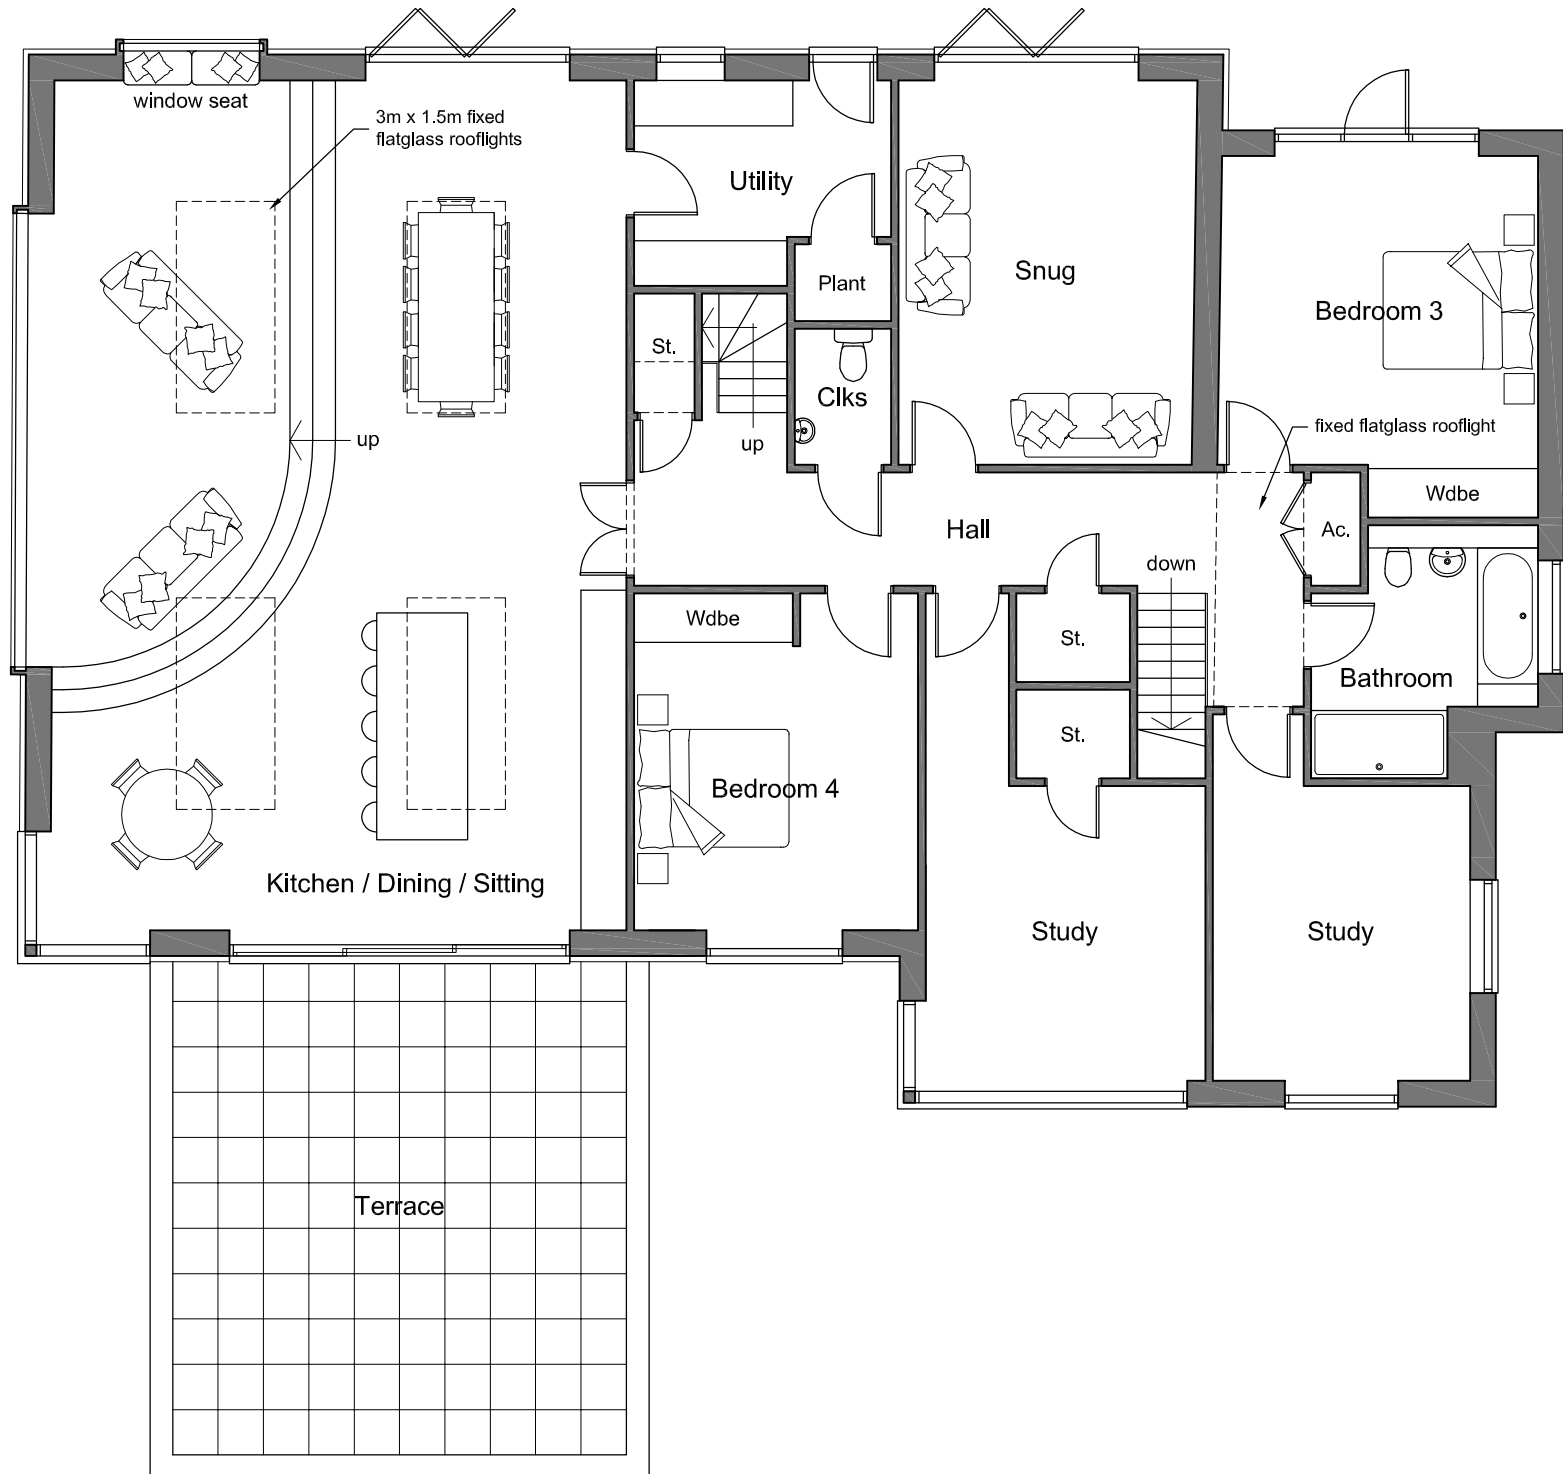 window seat
3m x 1.5m fixed
flatglass rooflights
Utility
Plant
Snug
Bedroom 3
St.
Clks
up
up
fixed flatglass rooflight
Wdbe
Hall
Ac.
down
Wdbe
St.
Bathroom
St.
Bedroom 4
Kitchen / Dining / Sitting
Study
Study
Terrace